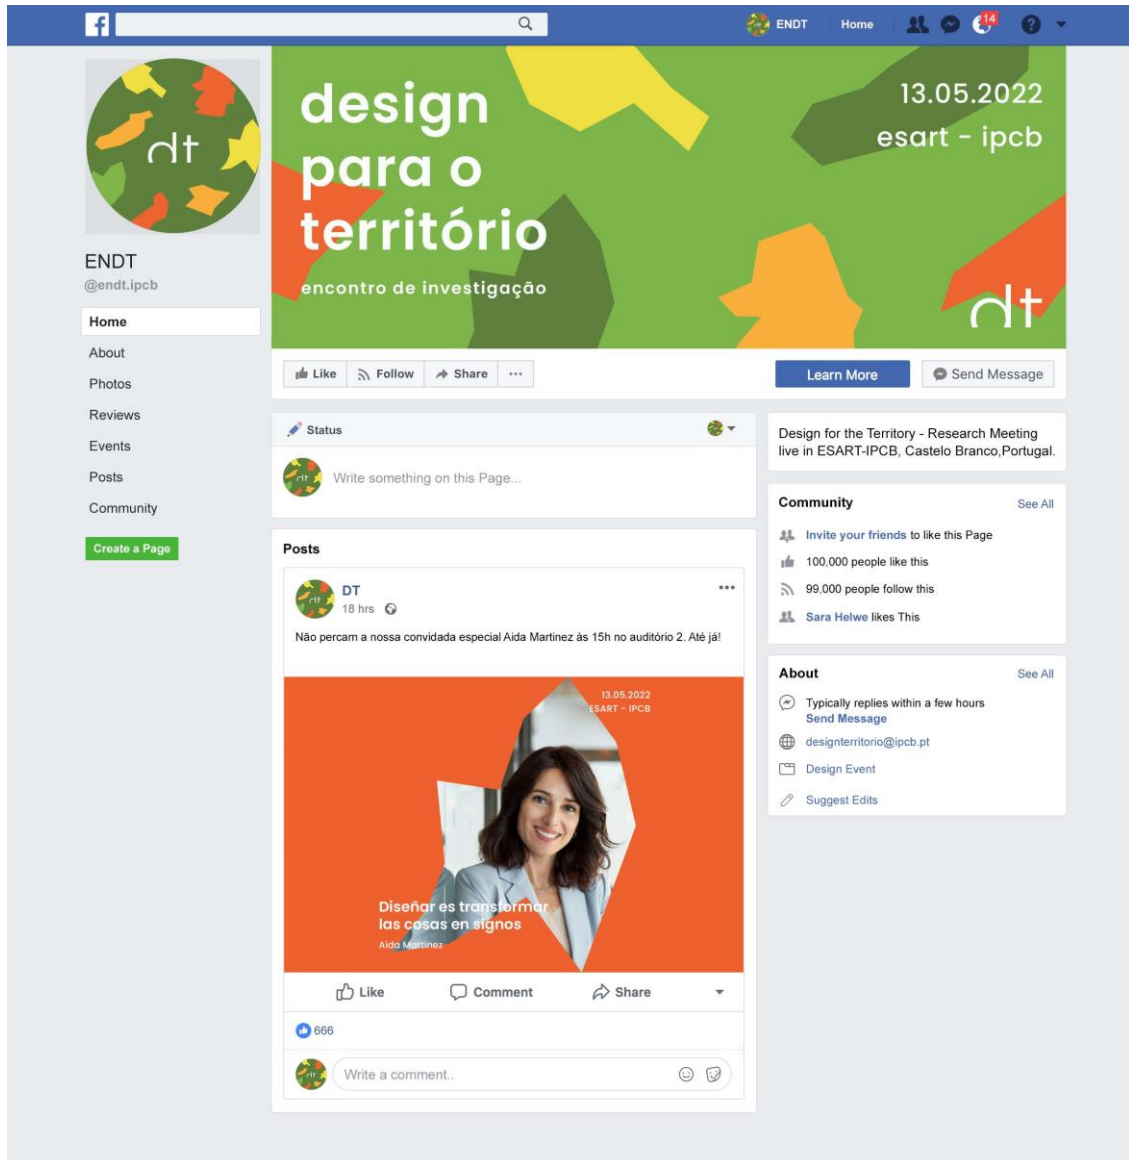 f
ENDT
Home
14
?
dt
design
para o
território
encontro de investigação
13.05.2022
esart - ipcb
dt
ENDT
@endt.ipcb
Home
About
Photos
Reviews
Events
Posts
Community
Create a Page
Like
Follow
Share
Learn More
Send Message
Status
dt
Write something on this Page...
Posts
dt
DT
18 hrs
Não percam a nossa convidada especial Aida Martinez às 15h no auditório 2. Até já!
13.05.2022
ESART - IPCB
Diseñar es transformar
las cosas en signos
Aida Martinez
Like
Comment
Share
666
dt
Write a comment..
Design for the Territory - Research Meeting
live in ESART-IPCB, Castelo Branco,Portugal.
Community
See All
Invite your friends to like this Page
100,000 people like this
99,000 people follow this
Sara Helwe likes This
About
See All
Typically replies within a few hours
Send Message
designterritorio@ipcb.pt
Design Event
Suggest Edits